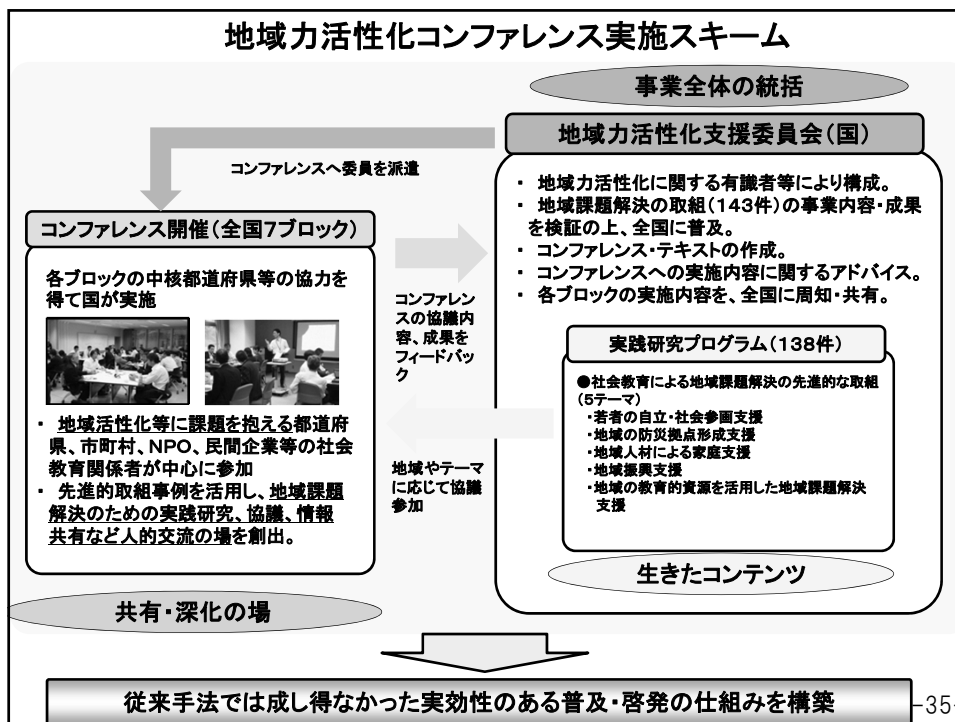 地域力活性化コンファレンス実施スキーム
事業全体の統括
地域力活性化支援委員会(国)
コンファレンスへ委員を派遣
・ 地域力活性化に関する有識者等により構成。
・ 地域課題解決の取組(143件)の事業内容・成果
を検証の上、全国に普及。
・ コンファレンス・テキストの作成。
・ コンファレンスへの実施内容に関するアドバイス。
・ 各ブロックの実施内容を、全国に周知・共有。
コンファレンス開催(全国7ブロック)
各ブロックの中核都道府県等の協力を
得て国が実施
・ 地域活性化等に課題を抱える都道府
県、市町村、NPO、民間企業等の社会
教育関係者が中心に参加
・ 先進的取組事例を活用し、地域課題
解決のための実践研究、協議、情報
共有など人的交流の場を創出。
コンファレン
スの協議内
容、成果を
フィードバッ
ク
地域やテーマ
に応じて協議
参加
実践研究プログラム(138件)
●社会教育による地域課題解決の先進的な取組
(5テーマ)
・若者の自立・社会参画支援
・地域の防災拠点形成支援
・地域人材による家庭支援
・地域振興支援
・地域の教育的資源を活用した地域課題解決
支援
生きたコンテンツ
共有・深化の場
従来手法では成し得なかった実効性のある普及・啓発の仕組みを構築
-35-